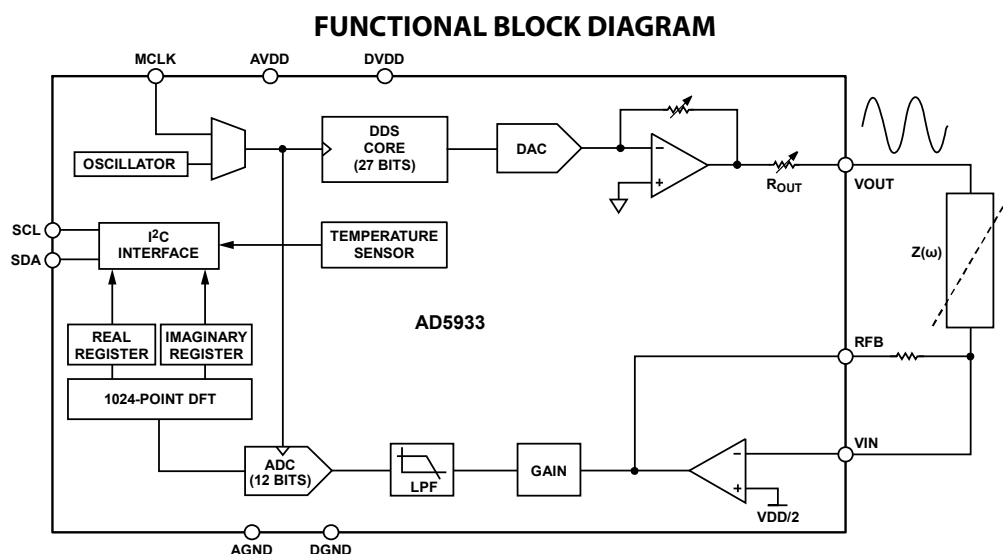 FUNCTIONAL BLOCK DIAGRAM
MCLK
AVDD
DVDD
OSCILLATOR
DDS
CORE
(27 BITS)
DAC
ROUT
VOUT
SCL
SDA
I2C
INTERFACE
TEMPERATURE
SENSOR
Z(ω)
AD5933
REAL
REGISTER
IMAGINARY
REGISTER
RFB
1024-POINT DFT
VIN
ADC
(12 BITS)
LPF
GAIN
VDD/2
AGND
DGND